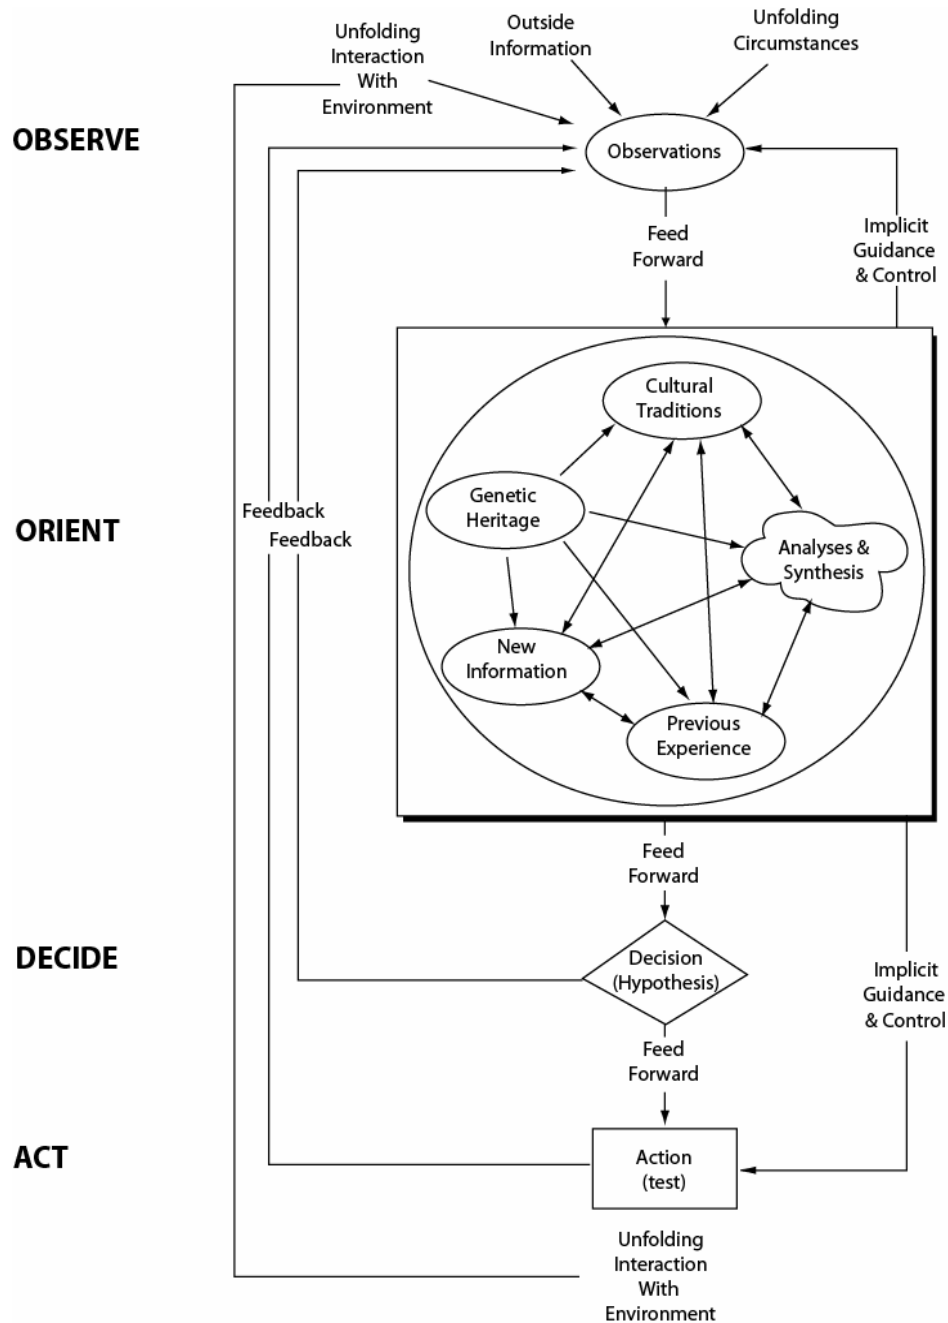 Unfolding
Interaction
With
Environment
Outside
Information
Unfolding
Circumstances
OBSERVE
Observations
Feed
Forward
Implicit
Guidance
& Control
ORIENT
Cultural
Traditions
Genetic
Heritage
Analyses &
Synthesis
New
Information
Previous
Experience
Feedback
Feedback
Feed
Forward
DECIDE
Decision
(Hypothesis)
Implicit
Guidance
& Control
Feed
Forward
ACT
Action
(test)
Unfolding
Interaction
With
Environment